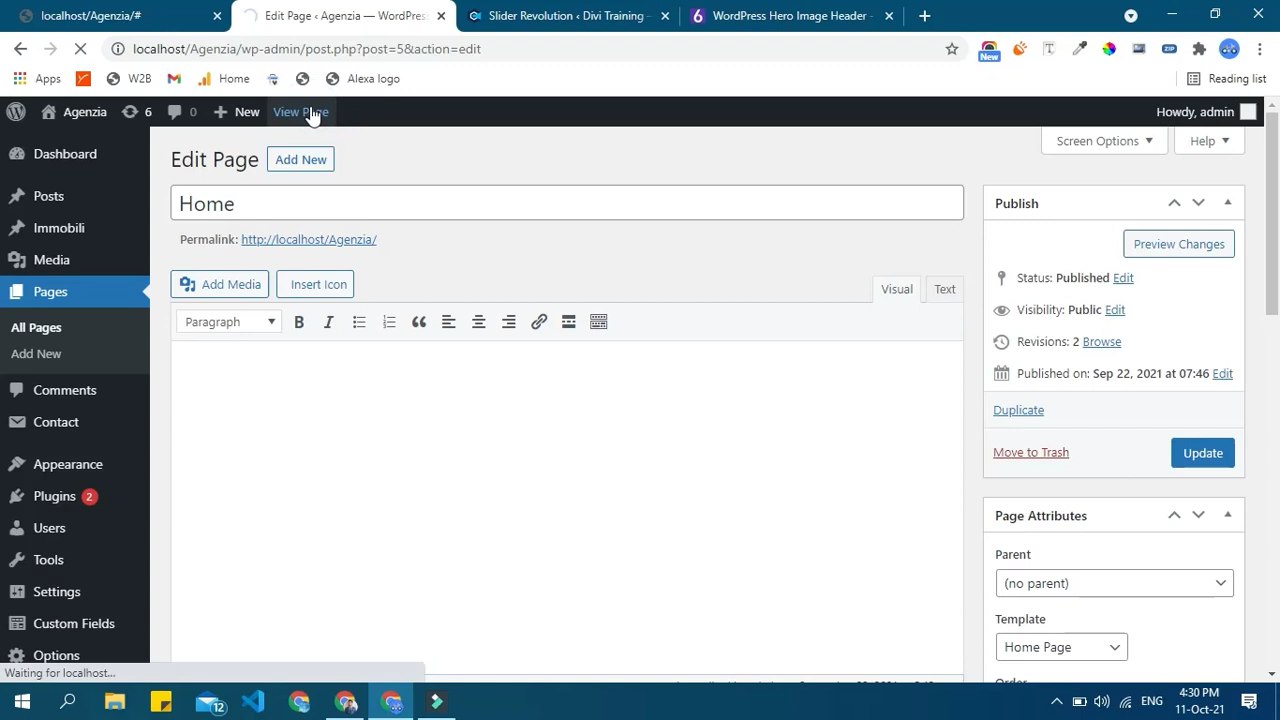 localhost/Agenzia/#
Edit Page ‹ Agenzia — WordPress
Slider Revolution ‹ Divi Training –
WordPress Hero Image Header -
localhost/Agenzia/wp-admin/post.php?post=5&action=edit
New
Apps
W2B
Home
Alexa logo
Reading list
Agenzia
6
0
New
View Page
Howdy, admin
Dashboard
Posts
Immobili
Media
Pages
All Pages
Add New
Comments
Contact
Appearance
Plugins 2
Users
Tools
Settings
Custom Fields
Options
Edit Page
Add New
Screen Options
Help
Home
Permalink: http://localhost/Agenzia/
Add Media
Insert Icon
Visual
Text
Paragraph
B
I
Publish
Preview Changes
Status: Published Edit
Visibility: Public Edit
Revisions: 2 Browse
Published on: Sep 22, 2021 at 07:46 Edit
Duplicate
Move to Trash
Update
Page Attributes
Parent
(no parent)
Template
Home Page
Waiting for localhost...
12
ENG
4:30 PM
11-Oct-21